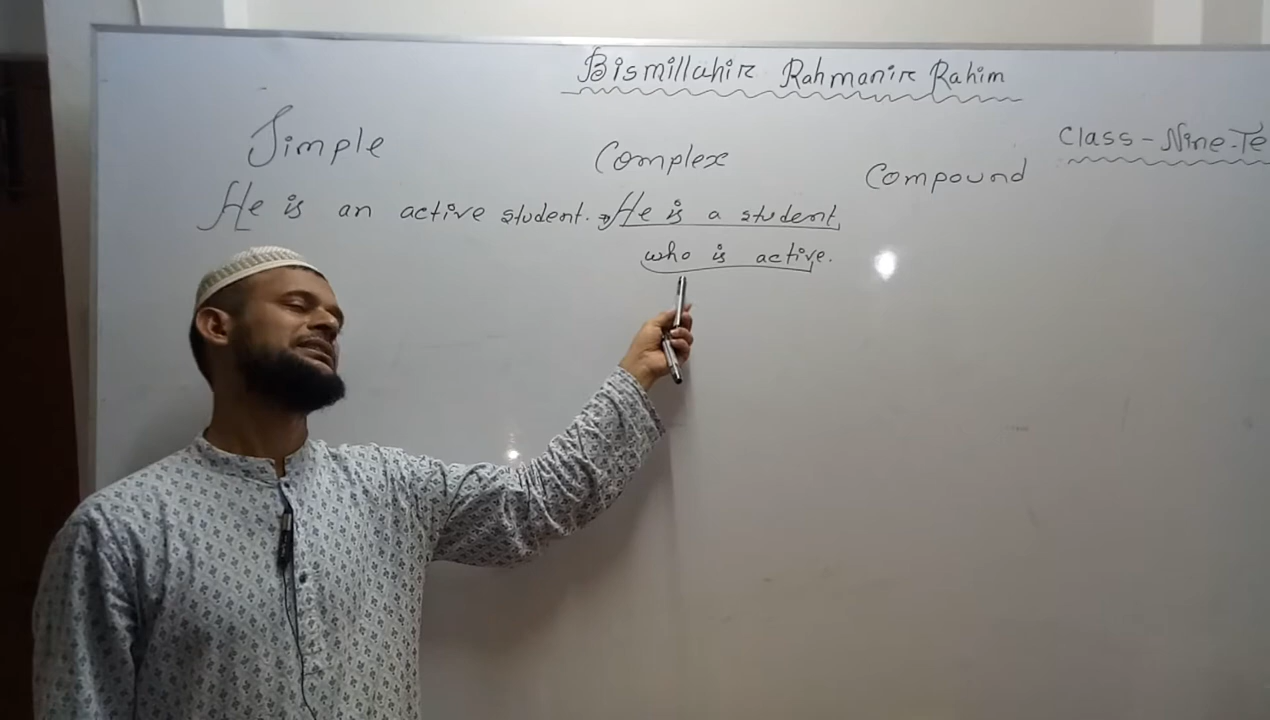 Bismillahir Rahmanir Rahim
Class-Nine-Te
Simple
Complex
Compound
He is an active student.
He is a student,
who is active.